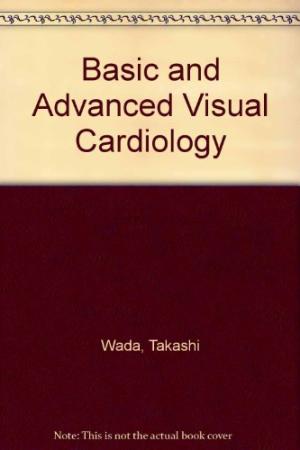 Basic and
Advanced Visual
Cardiology
Wada, Takashi
Note: This is not the actual book cover